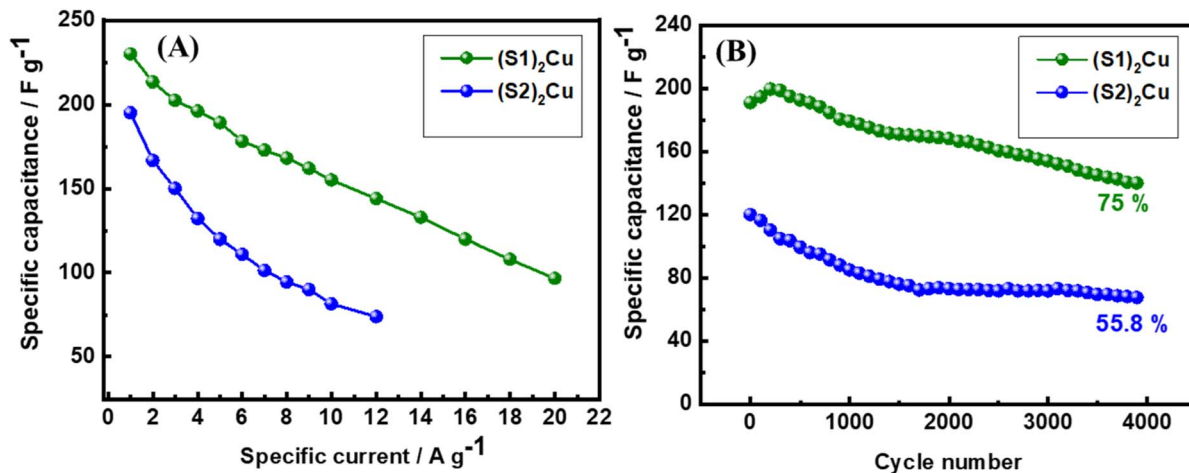 (A)
(S1)₂Cu
(S2)₂Cu
Specific capacitance / F g⁻¹
250
200
150
100
50
0 2 4 6 8 10 12 14 16 18 20 22
Specific current / A g⁻¹
(B)
(S1)₂Cu
(S2)₂Cu
Specific capacitance / F g⁻¹
240
200
160
120
80
40
0
75 %
55.8 %
0 1000 2000 3000 4000
Cycle number